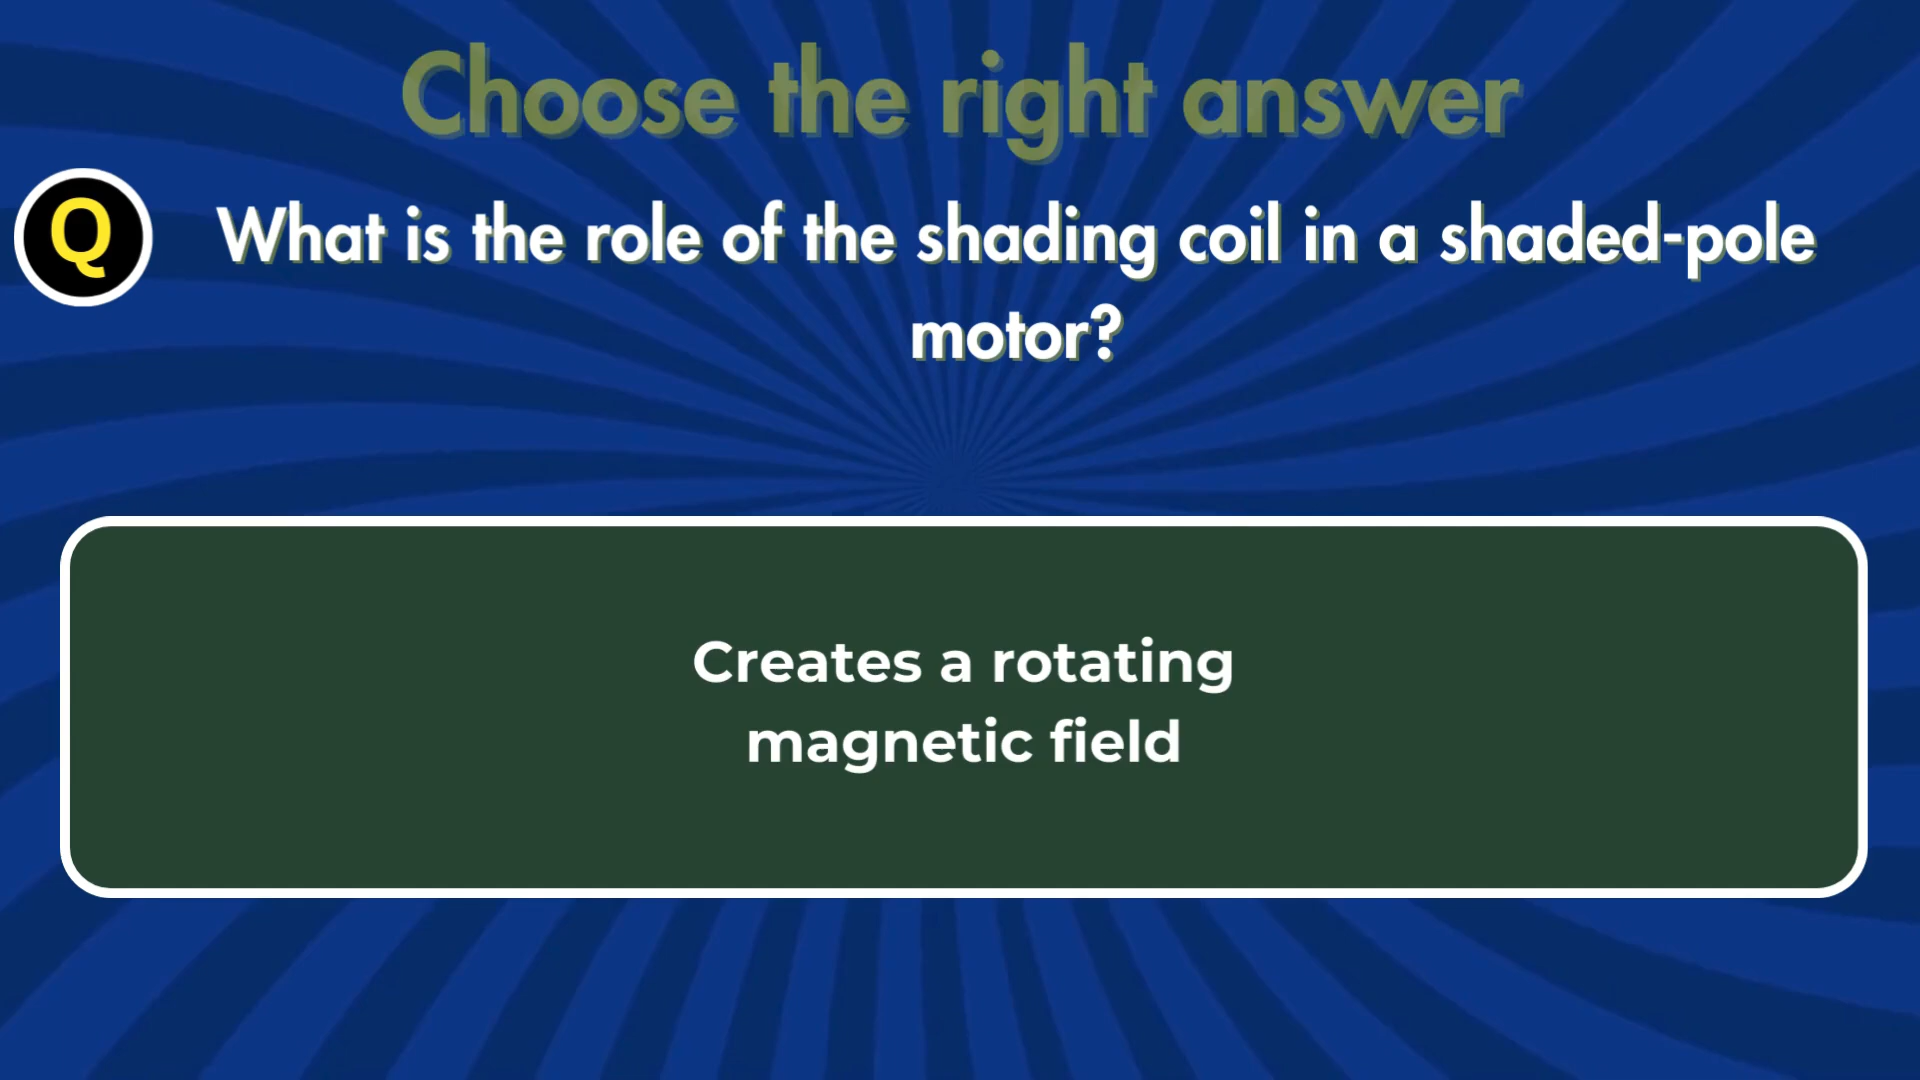 Choose the right answer
Q
What is the role of the shading coil in a shaded-pole
motor?
Creates a rotating
magnetic field